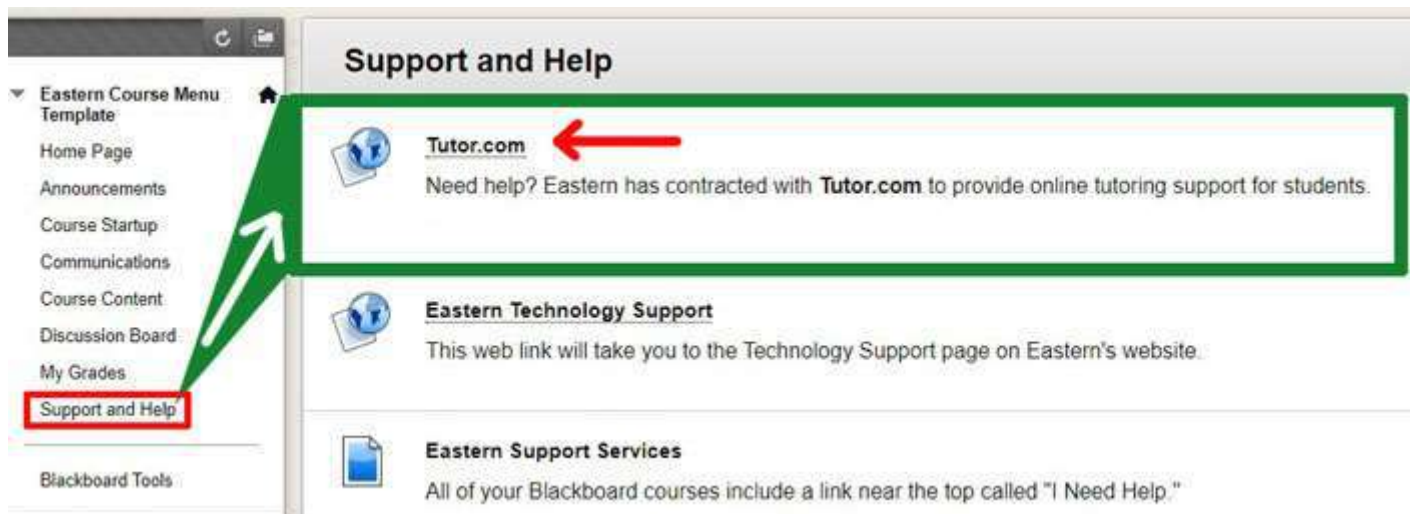 Eastern Course Menu
Template
Home Page
Announcements
Course Startup
Communications
Course Content
Discussion Board
My Grades
Support and Help
Blackboard Tools
Support and Help
Tutor.com
Need help? Eastern has contracted with Tutor.com to provide online tutoring support for students.
Eastern Technology Support
This web link will take you to the Technology Support page on Eastern's website.
Eastern Support Services
All of your Blackboard courses include a link near the top called "I Need Help."